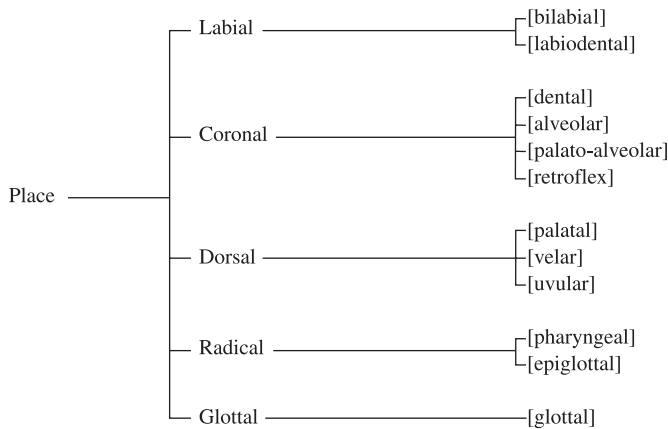 Place
Labial
[bilabial]
[labiodental]
Coronal
[dental]
[alveolar]
[palato-alveolar]
[retroflex]
Dorsal
[palatal]
[velar]
[uvular]
Radical
[pharyngeal]
[epiglottal]
Glottal
[glottal]